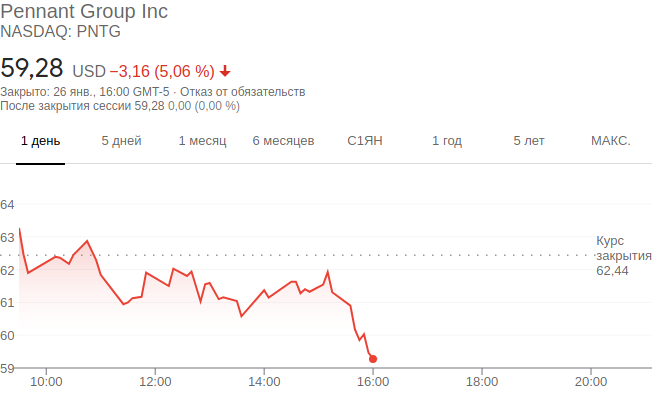 Pennant Group Inc
NASDAQ: PNTG
59,28 USD −3,16 (5,06 %)
Закрыто: 26 янв., 16:00 GMT-5 · Отказ от обязательств
После закрытия сессии 59,28 0,00 (0,00 %)
1 день 5 дней 1 месяц 6 месяцев С1ЯН 1 год 5 лет МАКС.
64
63
Курс
закрытия
62,44
62
61
60
59
10:00 12:00 14:00 16:00 18:00 20:00